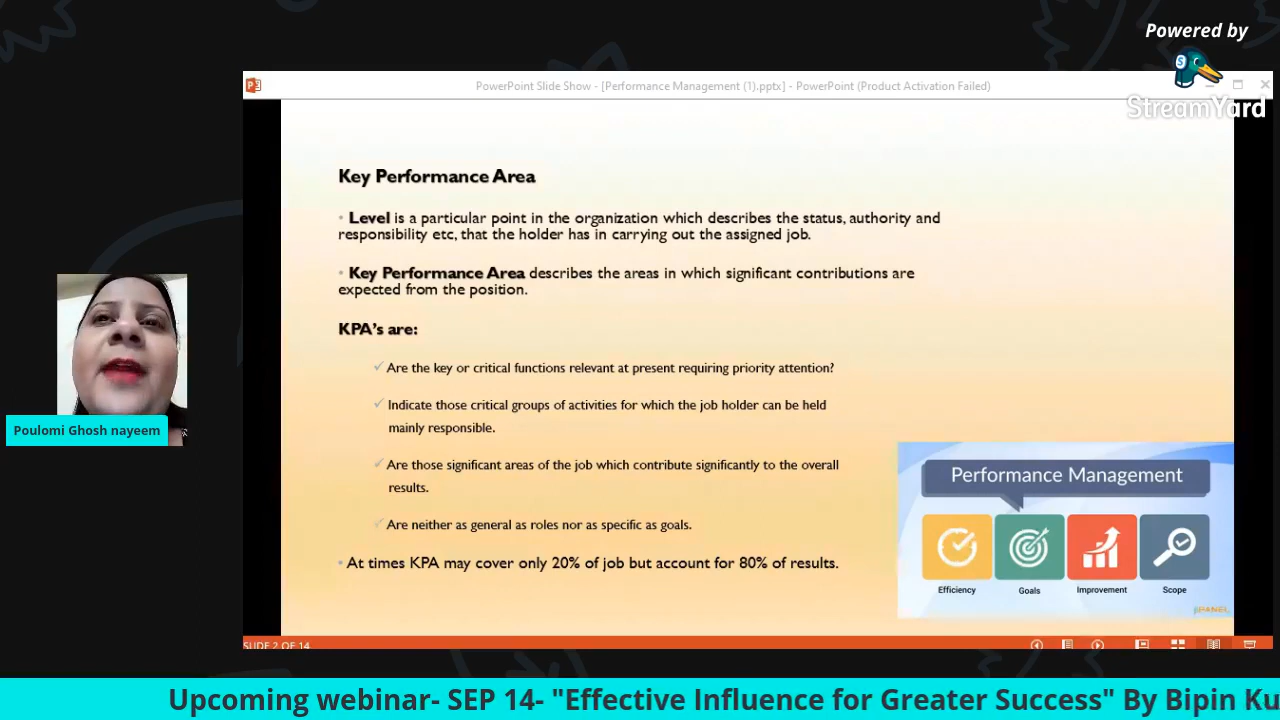 Powered by
StreamYard
PowerPoint Slide Show - [Performance Management (1).pptx] - PowerPoint (Product Activation Failed)
Key Performance Area
• Level is a particular point in the organization which describes the status, authority and
responsibility etc, that the holder has in carrying out the assigned job.
• Key Performance Area describes the areas in which significant contributions are
expected from the position.
KPA's are:
✓ Are the key or critical functions relevant at present requiring priority attention?
✓ Indicate those critical groups of activities for which the job holder can be held
mainly responsible.
✓ Are those significant areas of the job which contribute significantly to the overall
results.
✓ Are neither as general as roles nor as specific as goals.
• At times KPA may cover only 20% of job but account for 80% of results.
Performance Management
Efficiency
Goals
Improvement
Scope
Poulomi Ghosh nayeem
SLIDE 2 OF 14
Upcoming webinar- SEP 14- "Effective Influence for Greater Success" By Bipin Ku